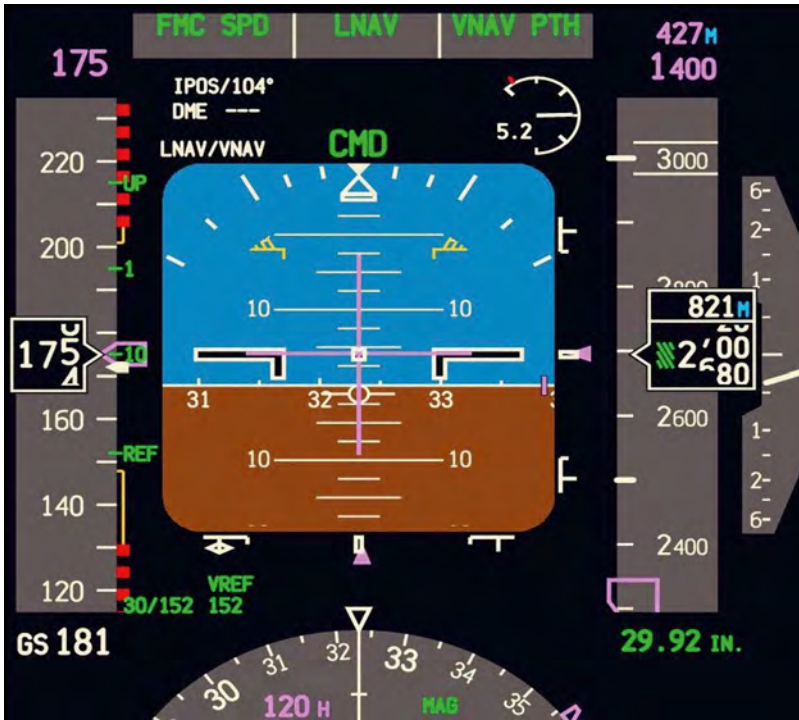 FMC SPD LNAV VNAV PTH
427M
175
1400
IPOS/104°
DME ---
LNAV/VNAV
CMD
5.2
220
UP
200
1
175
10
160
REF
140
120
10 10
31 32 33
10 10
3000
821M
2600
2400
6
2
1
1
2
6
VREF
30/152 152
GS 181
29.92 IN.
30 31 32 33 34 35
120 H
MAG